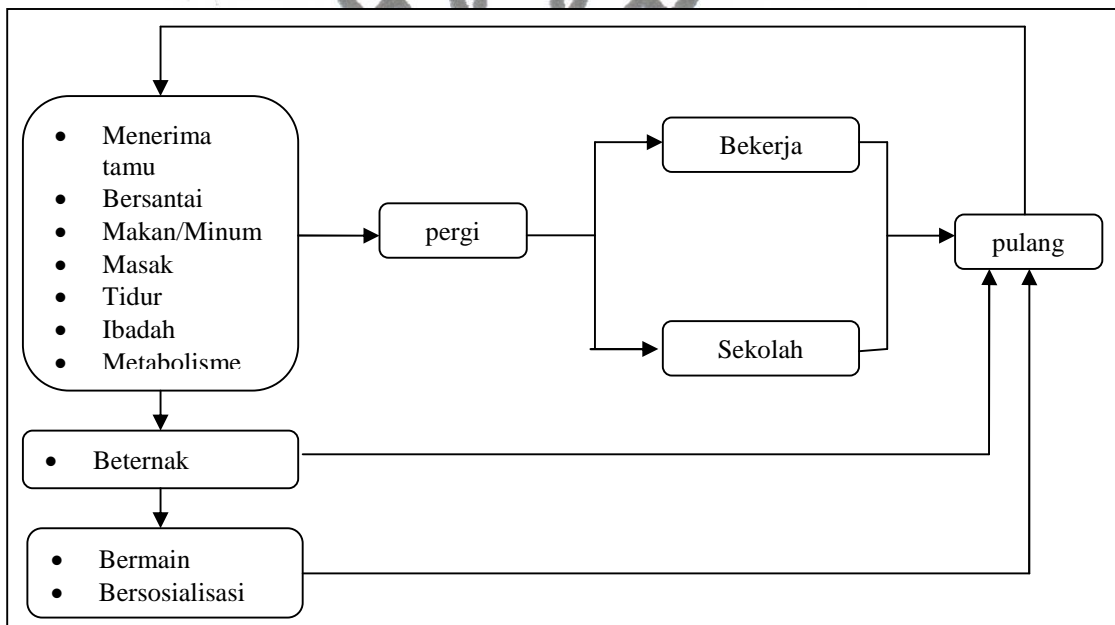 • Menerima
tamu
• Bersantai
• Makan/Minum
• Masak
• Tidur
• Ibadah
• Metabolisme
pergi
Bekerja
Sekolah
pulang
• Beternak
• Bermain
• Bersosialisasi